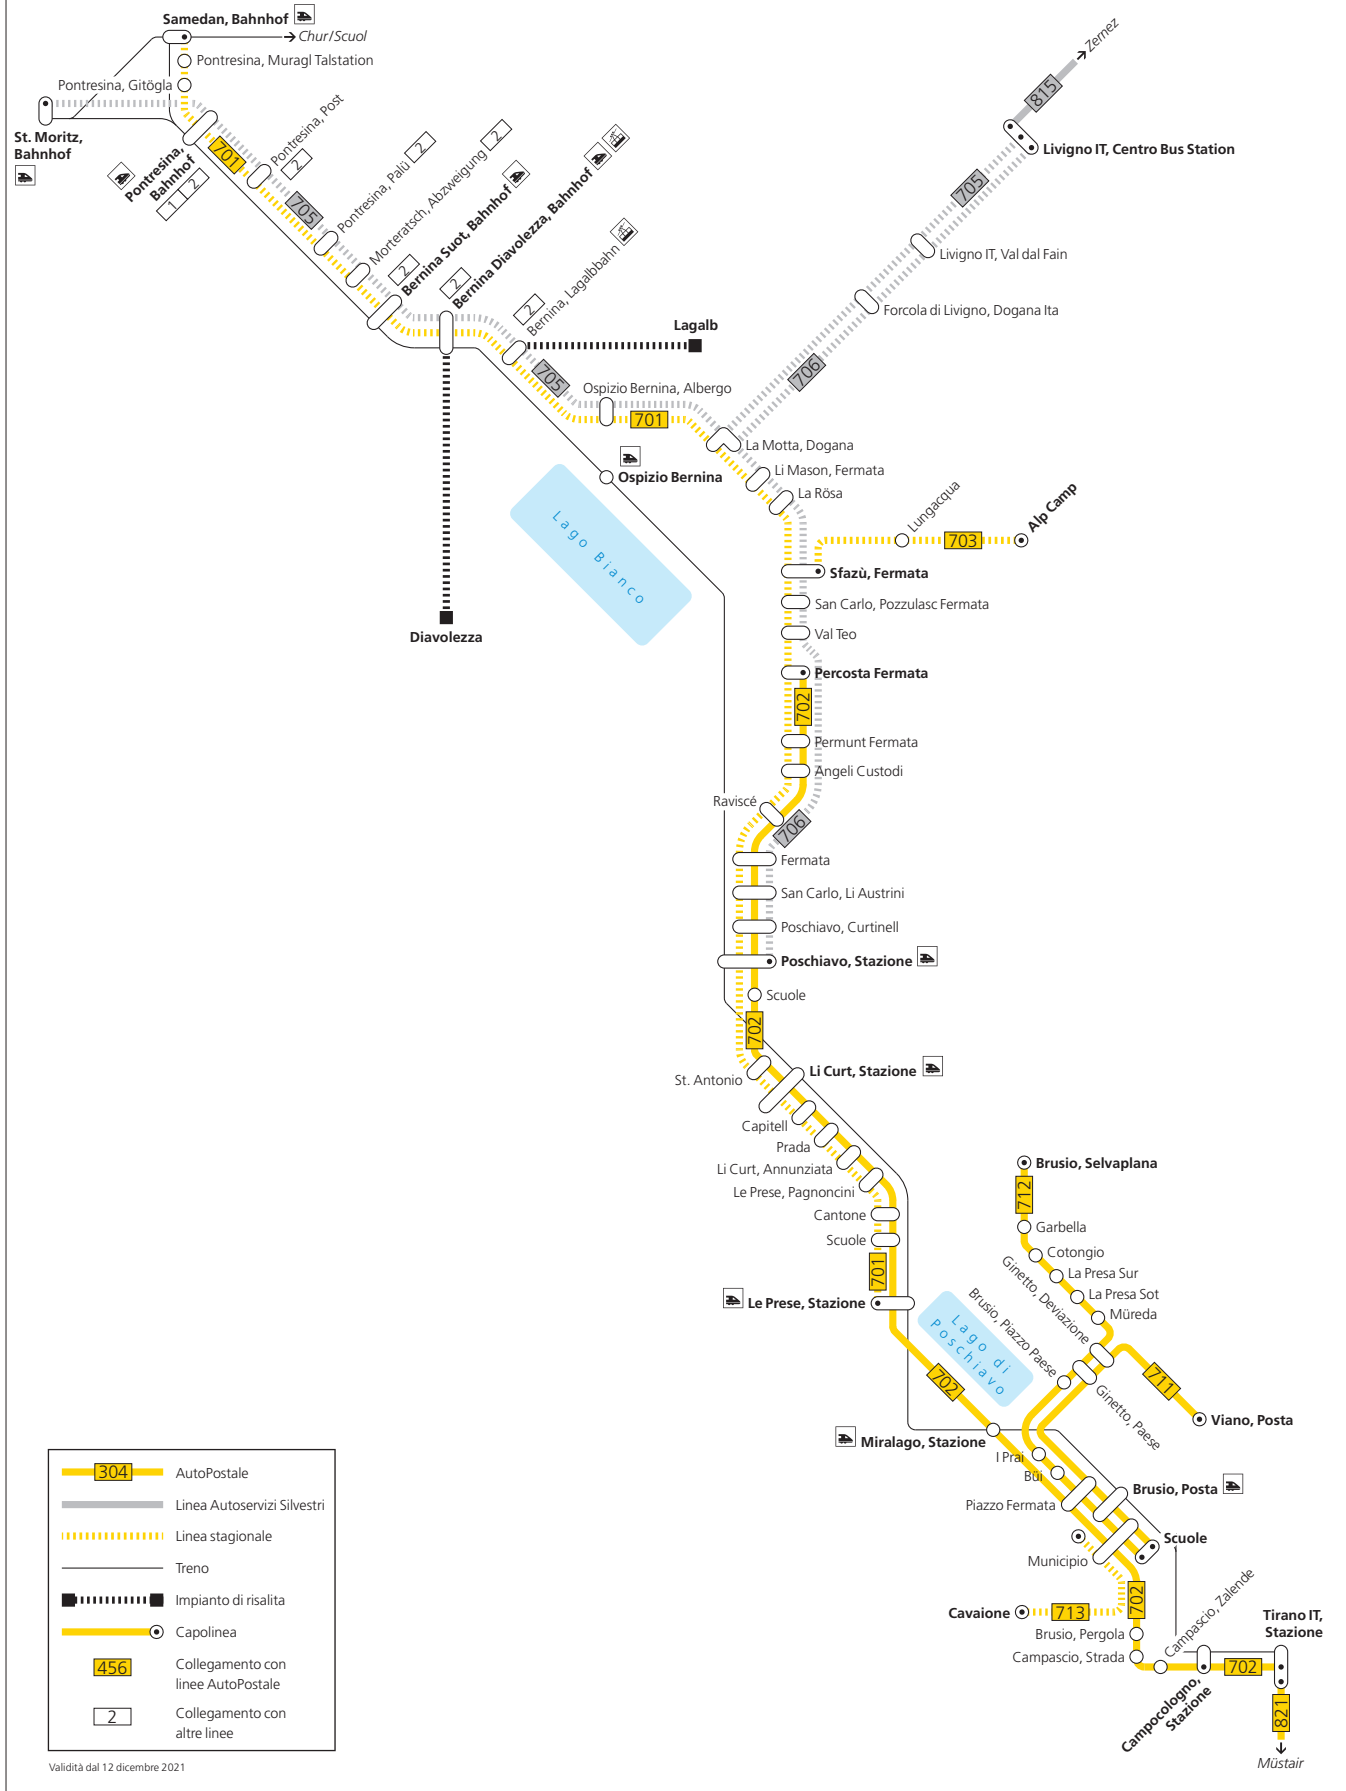 Samedan, Bahnhof
Chur/Scuol
Pontresina, Muragl Talstation
Pontresina, Gitögla
St. Moritz,
Bahnhof
Pontresina,
Bahnhof
1
2
701
Pontresina, Post
2
705
Pontresina, Palü
2
Morteratsch, Abzweigung
2
Bernina Suot, Bahnhof
2
Bernina Diavolezza, Bahnhof
2
Bernina, Lagalbbahn
2
Lagalb
705
Ospizio Bernina, Albergo
701
Ospizio Bernina
Lago Bianco
Diavolezza
Zernez
815
Livigno IT, Centro Bus Station
705
Livigno IT, Val dal Fain
Forcola di Livigno, Dogana Ita
706
La Motta, Dogana
Li Mason, Fermata
La Rösa
Lungacqua
703
Alp Camp
Sfazù, Fermata
San Carlo, Pozzulasc Fermata
Val Teo
Percosta Fermata
702
Permunt Fermata
Angeli Custodi
Raviscé
706
Fermata
San Carlo, Li Austrini
Poschiavo, Curtinell
Poschiavo, Stazione
Scuole
702
St. Antonio
Li Curt, Stazione
Capitell
Prada
Li Curt, Annunziata
Le Prese, Pagnoncini
Cantone
Scuole
701
Le Prese, Stazione
Lago di
Poschiavo
702
Miralago, Stazione
Brusio, Selvaplana
712
Garbella
Cotongio
La Presa Sur
La Presa Sot
Müreda
Ginetto, Deviazione
Brusio, Piazzo Paese
Ginetto, Paese
711
Viano, Posta
I Prai
Büi
Piazzo Fermata
Brusio, Posta
Scuole
Municipio
702
Cavaione
713
Brusio, Pergola
Campascio, Strada
Campascio, Zalende
Campocologno,
Stazione
702
Tirano IT,
Stazione
821
Müstair
304
AutoPostale
Linea Autoservizi Silvestri
Linea stagionale
Treno
Impianto di risalita
Capolinea
456
Collegamento con
linee AutoPostale
2
Collegamento con
altre linee
Validità dal 12 dicembre 2021